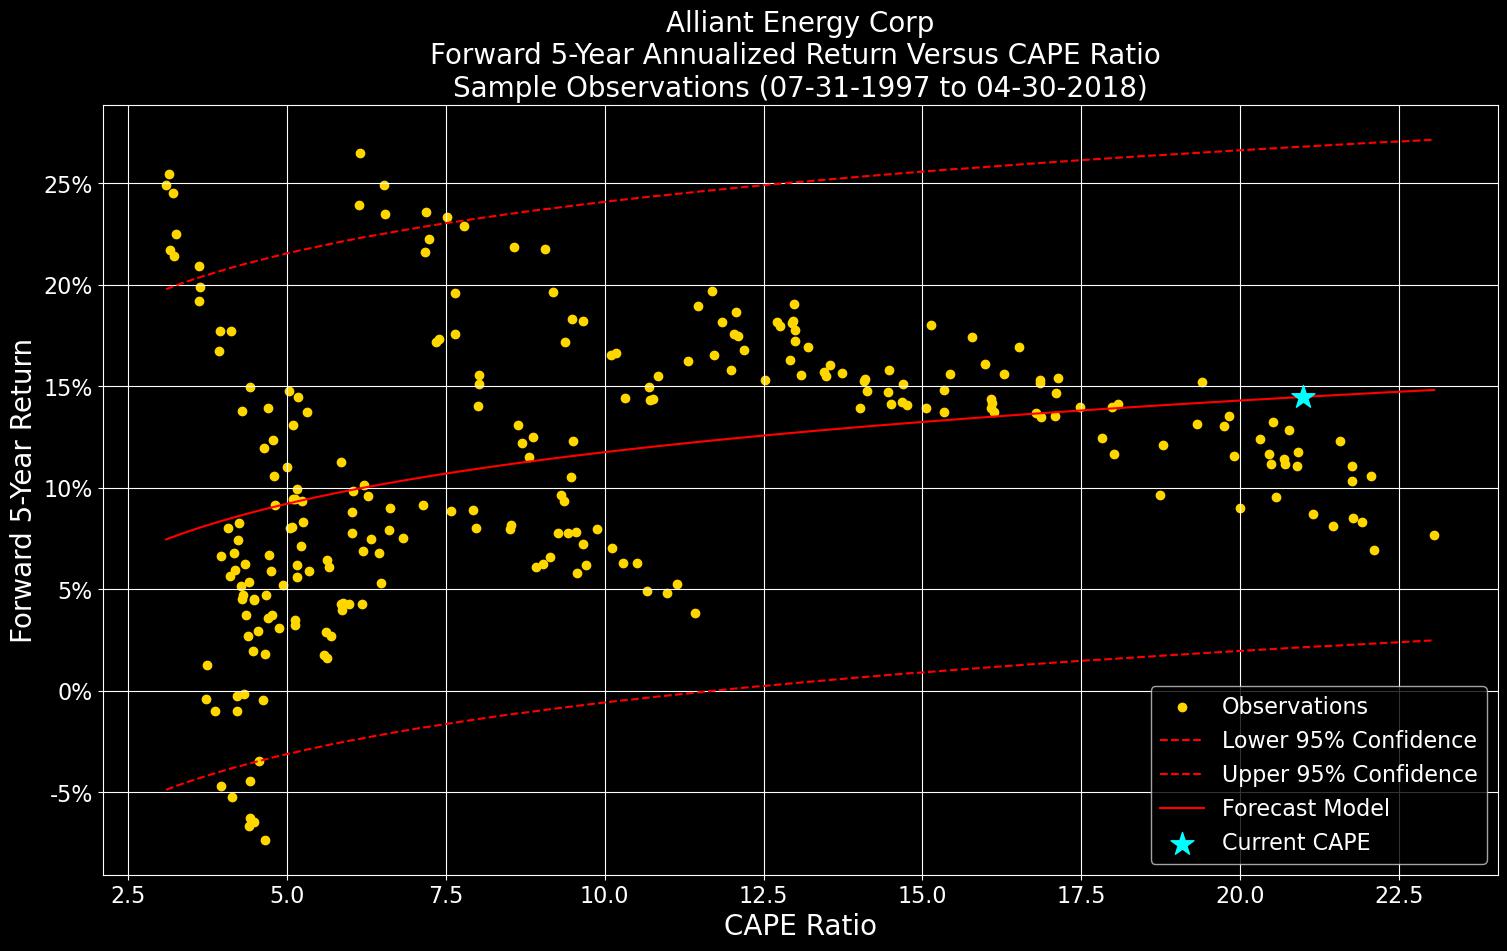 Alliant Energy Corp
Forward 5-Year Annualized Return Versus CAPE Ratio
Sample Observations (07-31-1997 to 04-30-2018)
Forward 5-Year Return
25%
20%
15%
10%
5%
0%
-5%
Observations
Lower 95% Confidence
Upper 95% Confidence
Forecast Model
Current CAPE
2.5 5.0 7.5 10.0 12.5 15.0 17.5 20.0 22.5
CAPE Ratio